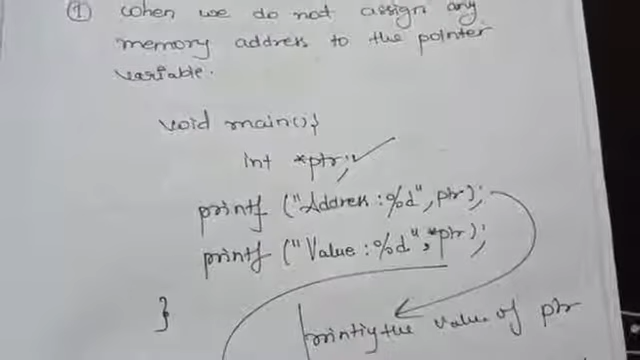 ① when we do not assign any
memory address to the pointer
variable.
void main(){
int *ptr;
printf ("Address:%d", ptr);
printf ("Value:%d", *ptr);
}
printing the value of ptr